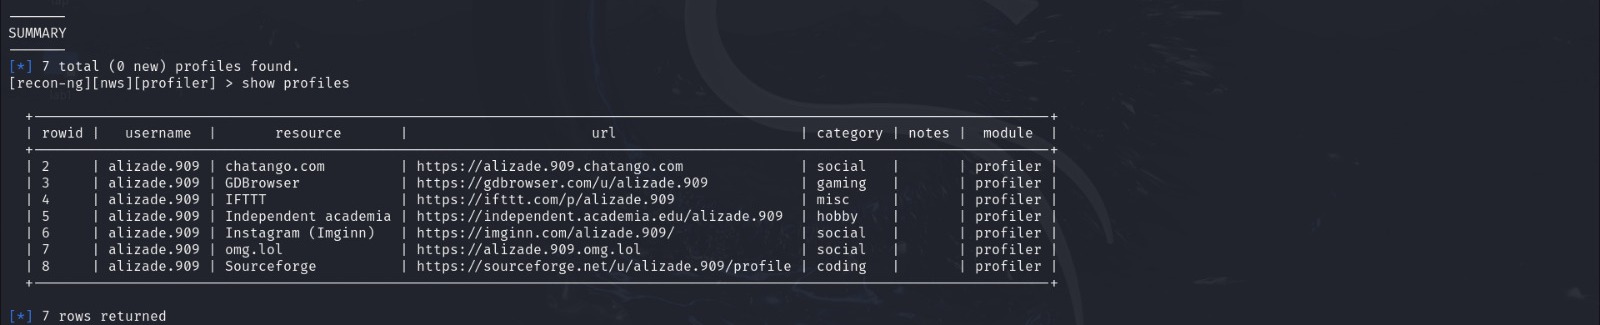 SUMMARY
[*] 7 total (0 new) profiles found.
[recon-ng][nws][profiler] > show profiles
| rowid | username | resource | url | category | notes | module |
| 2 | alizade.909 | chatango.com | https://alizade.909.chatango.com | social | | profiler |
| 3 | alizade.909 | GDBrowser | https://gdbrowser.com/u/alizade.909 | gaming | | profiler |
| 4 | alizade.909 | IFTTT | https://ifttt.com/p/alizade.909 | misc | | profiler |
| 5 | alizade.909 | Independent academia | https://independent.academia.edu/alizade.909 | hobby | | profiler |
| 6 | alizade.909 | Instagram (Imginn) | https://imginn.com/alizade.909/ | social | | profiler |
| 7 | alizade.909 | omg.lol | https://alizade.909.omg.lol | social | | profiler |
| 8 | alizade.909 | Sourceforge | https://sourceforge.net/u/alizade.909/profile | coding | | profiler |
[*] 7 rows returned